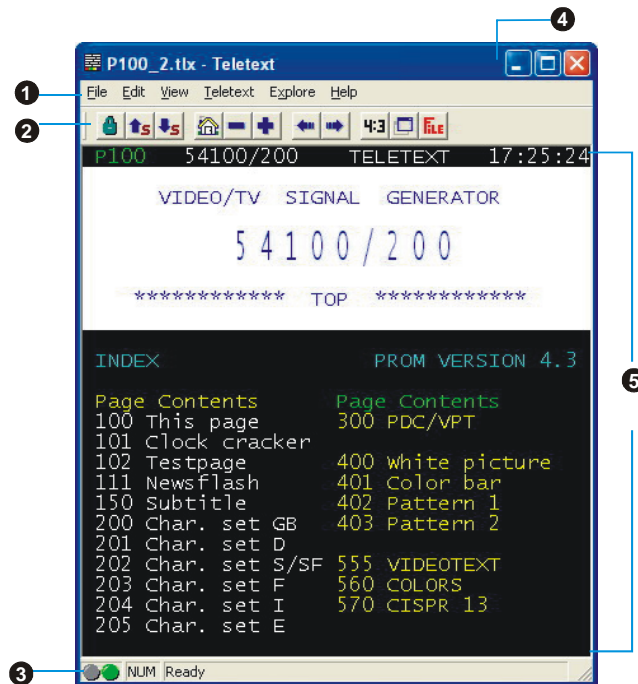 4
P100_2.tlx - Teletext
1
File Edit View Teletext Explore Help
2
S S 4:3 FILE
P100 54100/200 TELETEXT 17:25:24
VIDEO/TV SIGNAL GENERATOR
54100/200
************ TOP ************
INDEX PROM VERSION 4.3
5
Page Contents Page Contents
100 This page 300 PDC/VPT
101 Clock cracker
102 Testpage 400 White picture
111 Newsflash 401 Color bar
150 Subtitle 402 Pattern 1
200 Char. set GB 403 Pattern 2
201 Char. set D
202 Char. set S/SF 555 VIDEOTEXT
203 Char. set F 560 COLORS
204 Char. set I 570 CISPR 13
205 Char. set E
3
NUM Ready